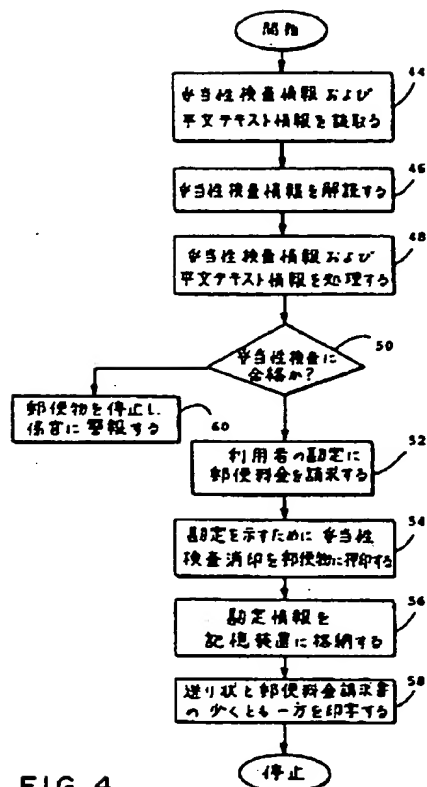 開始
44
妥当性検査情報および
平文テキスト情報を読取る
46
妥当性検査情報を解読する
48
妥当性検査情報および
平文テキスト情報を処理する
50
妥当性検査に
合格か?
60
郵便物を停止し
係官に警報する
52
利用者の勘定に
郵便料金を請求する
54
勘定を示すために妥当性
検査消印を郵便物に押印する
56
勘定情報を
記憶装置に格納する
58
送り状と郵便料金請求書
の少くとも一方を印字する
停止
FIG. 4